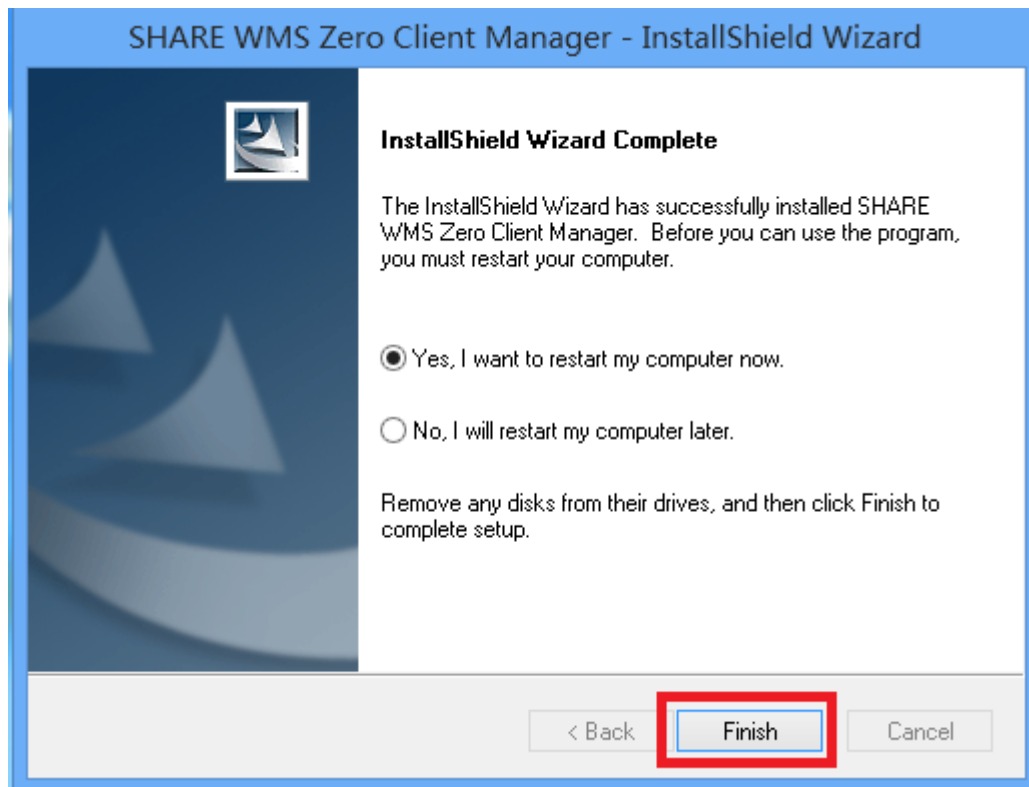 SHARE WMS Zero Client Manager - InstallShield Wizard
InstallShield Wizard Complete
The InstallShield Wizard has successfully installed SHARE
WMS Zero Client Manager.  Before you can use the program,
you must restart your computer.
Yes, I want to restart my computer now.
No, I will restart my computer later.
Remove any disks from their drives, and then click Finish to
complete setup.
< Back Finish Cancel